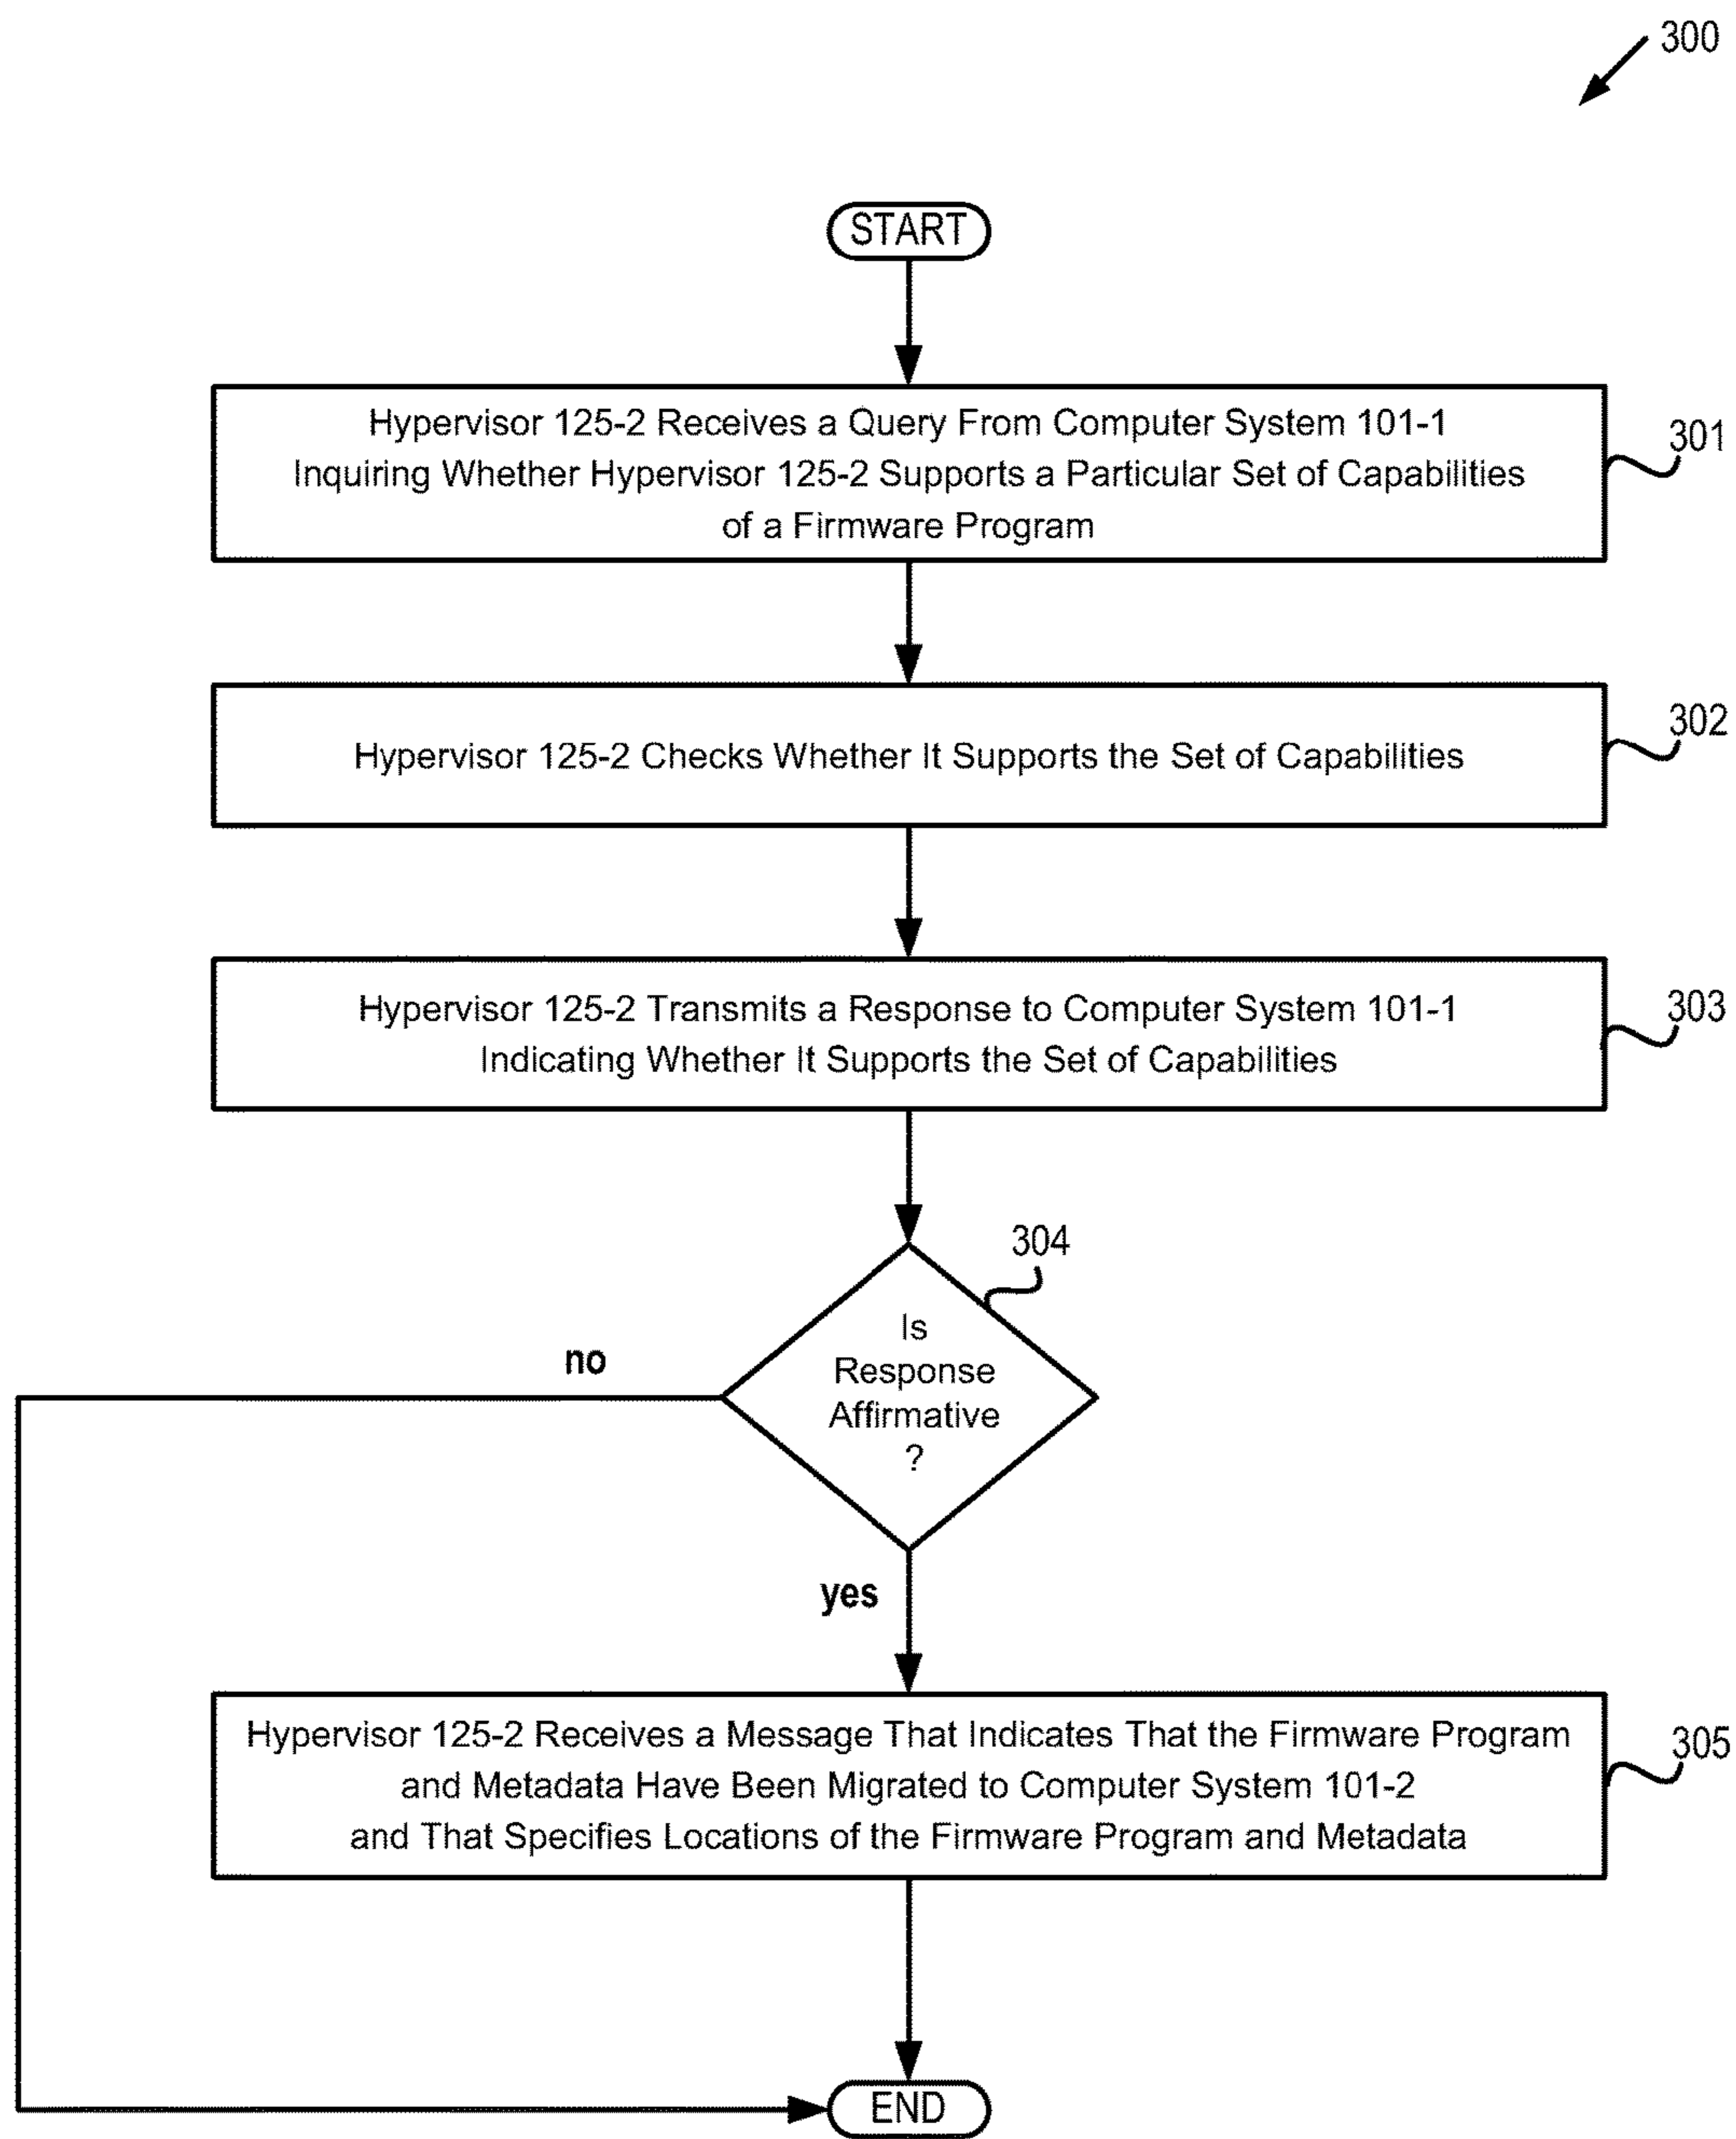 300
START
Hypervisor 125-2 Receives a Query From Computer System 101-1
Inquiring Whether Hypervisor 125-2 Supports a Particular Set of Capabilities
of a Firmware Program
301
Hypervisor 125-2 Checks Whether It Supports the Set of Capabilities
302
Hypervisor 125-2 Transmits a Response to Computer System 101-1
Indicating Whether It Supports the Set of Capabilities
303
304
Is
Response
Affirmative
?
no
yes
Hypervisor 125-2 Receives a Message That Indicates That the Firmware Program
and Metadata Have Been Migrated to Computer System 101-2
and That Specifies Locations of the Firmware Program and Metadata
305
END